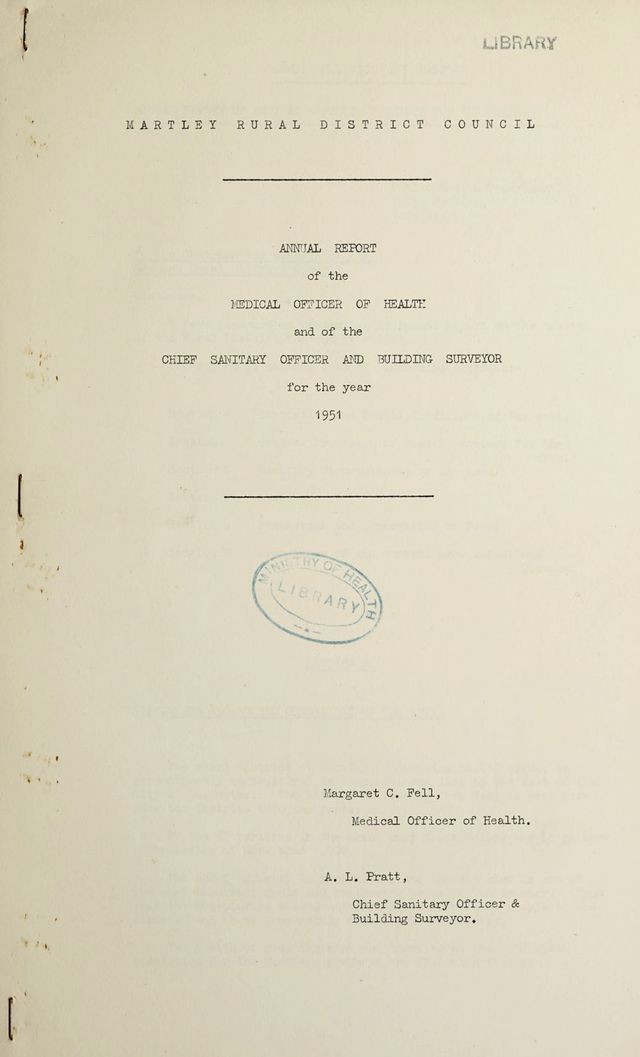 LIBRARY
MARTLEY RURAL DISTRICT COUNCIL
ANNUAL REPORT
of the
MEDICAL OFFICER OF HEALTH
and of the
CHIEF SANITARY OFFICER AND BUILDING SURVEYOR
for the year
1951
MINISTRY OF HEALTH
LIBRARY
Margaret C. Fell,
Medical Officer of Health.
A. L. Pratt,
Chief Sanitary Officer &
Building Surveyor.